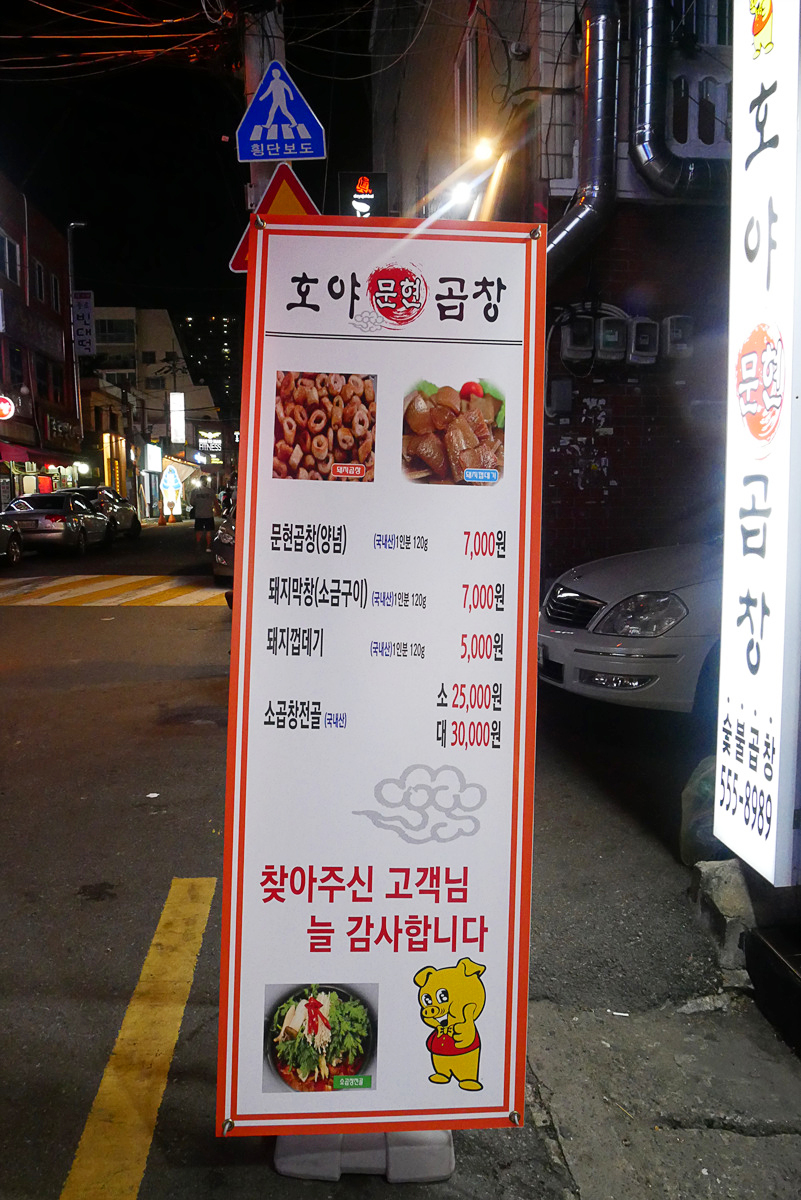 횡단보도
호야 문현 곱창
돼지곱창
돼지껍데기
문현곱창(양념) (국내산)1인분 120g 7,000원
돼지막창(소금구이) (국내산)1인분 120g 7,000원
돼지껍데기 (국내산)1인분 120g 5,000원
소곱창전골 (국내산) 소 25,000원
대 30,000원
찾아주신 고객님
늘 감사합니다
소곱창전골
호야 문현 곱창
숯불곱창
555-8989
빈대떡
FITNESS